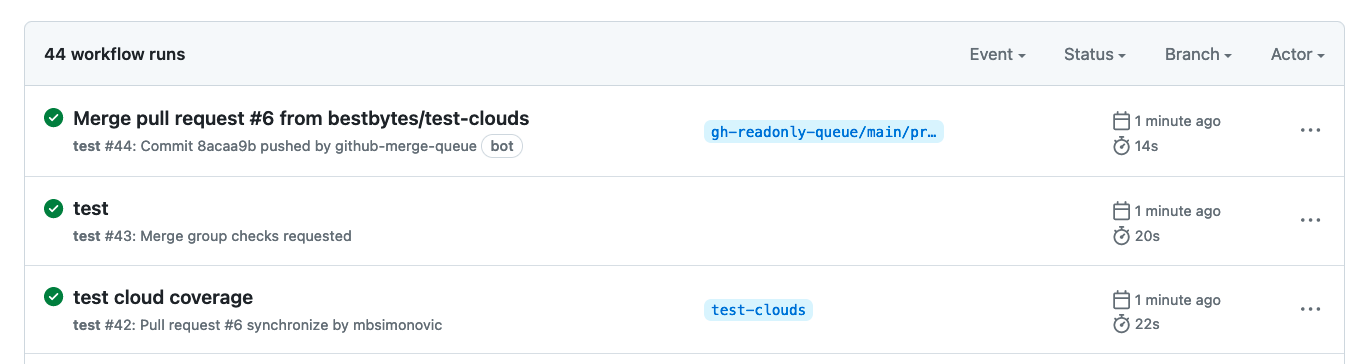 44 workflow runs
Event Status Branch Actor
Merge pull request #6 from bestbytes/test-clouds
test #44: Commit 8acaa9b pushed by github-merge-queue bot
gh-readonly-queue/main/pr…
1 minute ago
14s
test
test #43: Merge group checks requested
1 minute ago
20s
test cloud coverage
test #42: Pull request #6 synchronize by mbsimonovic
test-clouds
1 minute ago
22s